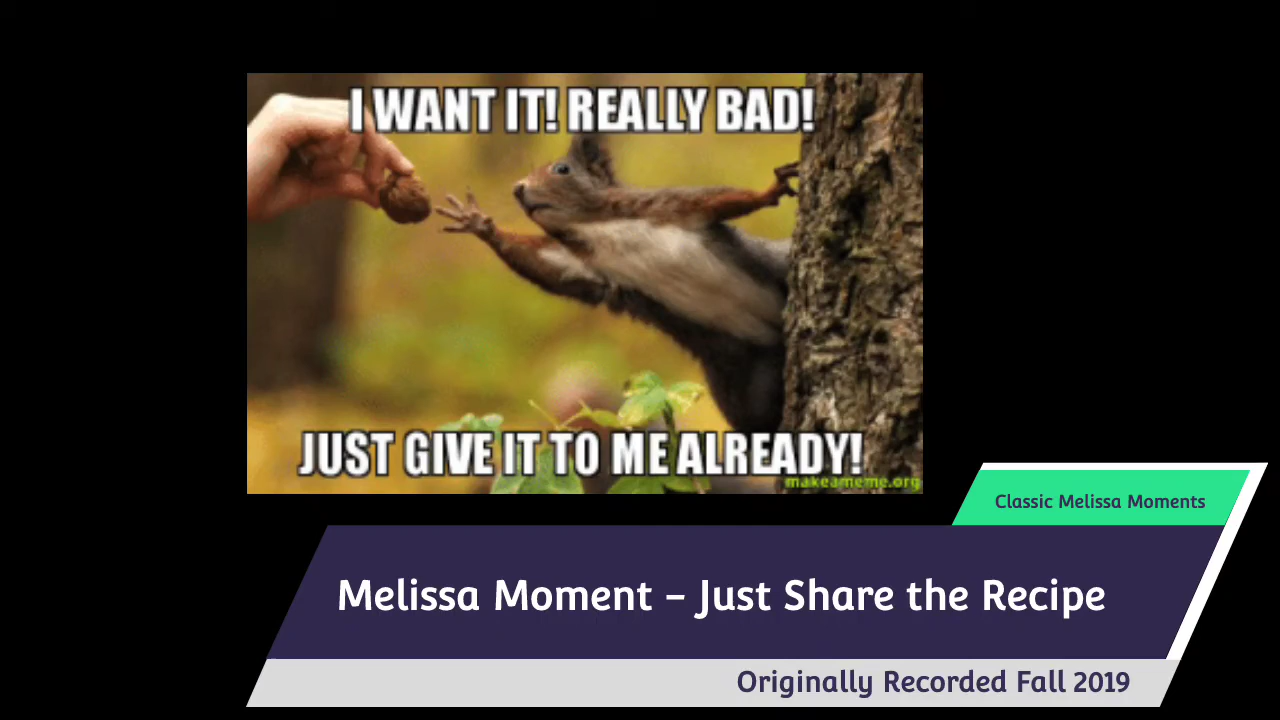 I WANT IT! REALLY BAD!
JUST GIVE IT TO ME ALREADY!
makeameme.org
Classic Melissa Moments
Melissa Moment – Just Share the Recipe
Originally Recorded Fall 2019